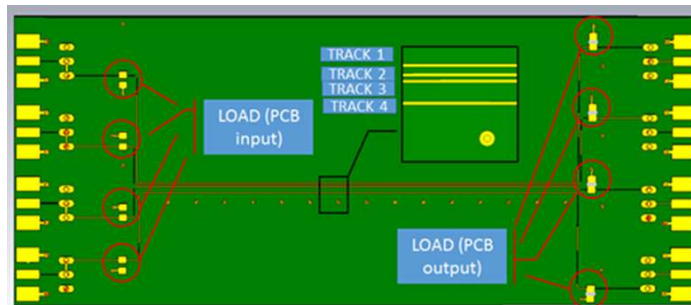 TRACK 1
TRACK 2
TRACK 3
TRACK 4
LOAD (PCB
input)
LOAD (PCB
output)